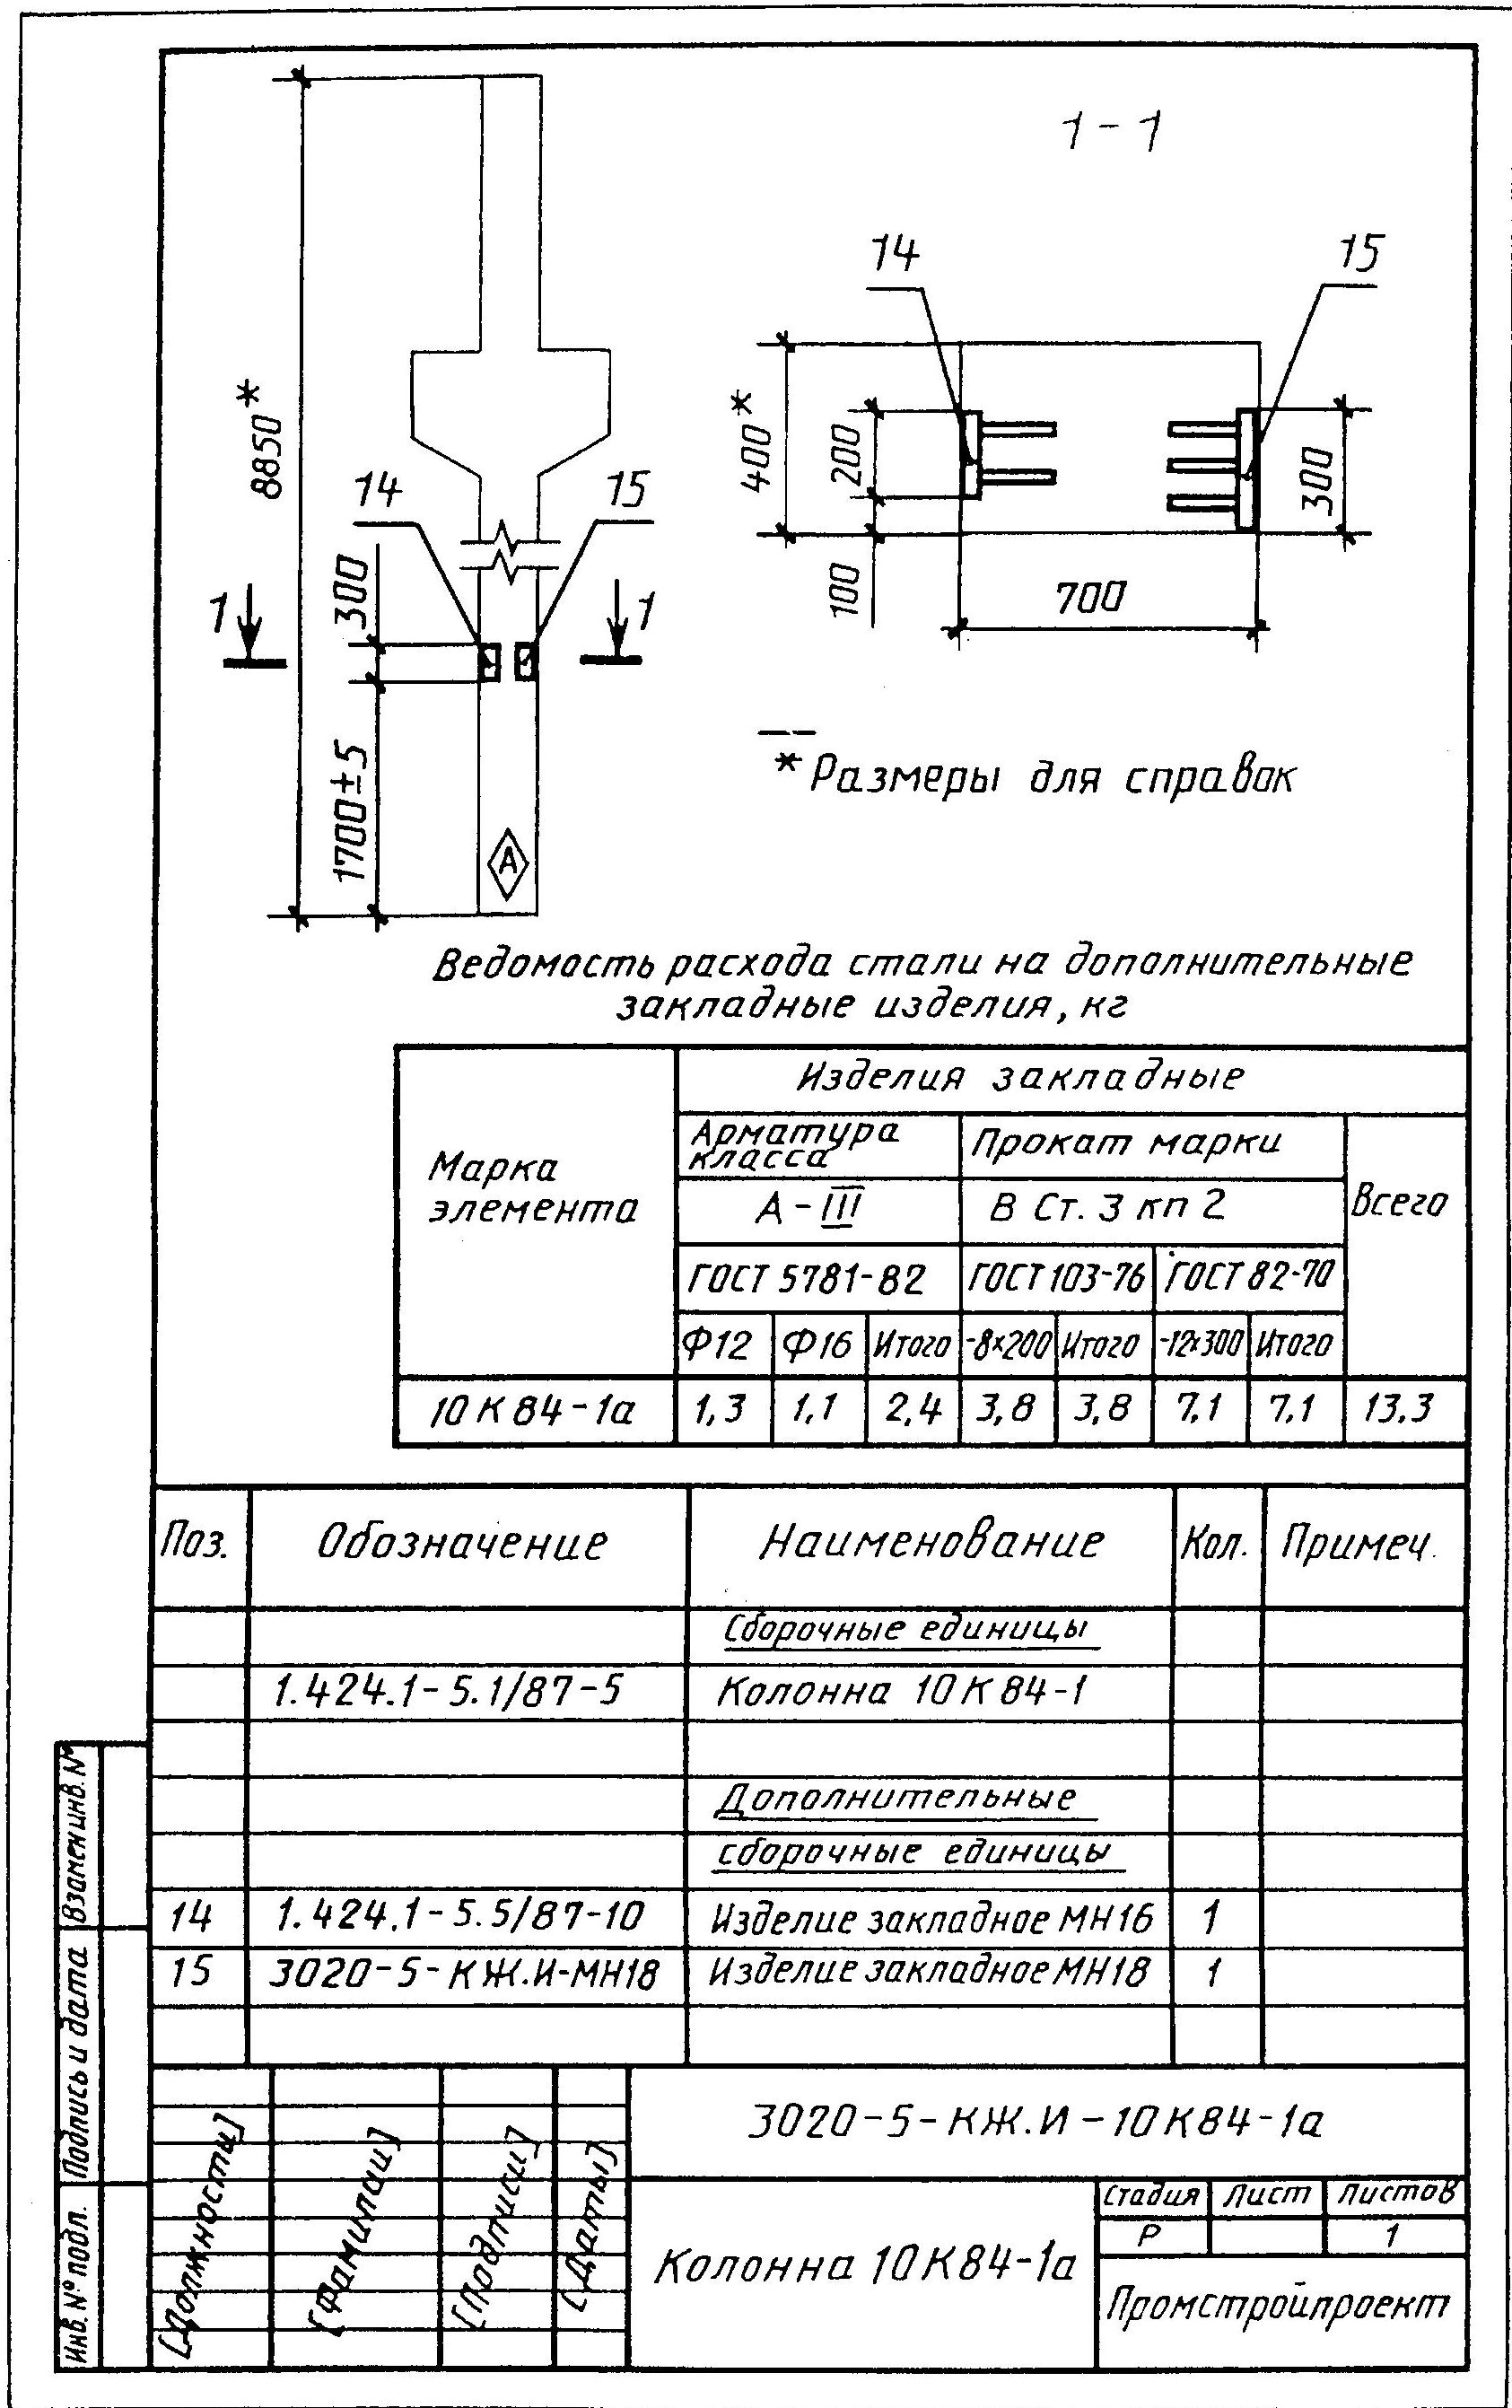 1-1
14
15
8850*
400*
200
100
300
700
14
15
300
1
1
1700±5
А
* Размеры для справок
Ведомость расхода стали на дополнительные
закладные изделия, кг
Марка элемента
Изделия закладные
Арматура класса
Прокат марки
Всего
А-III
В Ст. 3 кп 2
ГОСТ 5781-82
ГОСТ 103-76
ГОСТ 82-70
Ф12 Ф16 Итого -8×200 Итого -12×300 Итого
10К84-1а 1,3 1,1 2,4 3,8 3,8 7,1 7,1 13,3
Поз. Обозначение Наименование Кол. Примеч.
Сборочные единицы
1.424.1-5.1/87-5 Колонна 10К84-1
Дополнительные
сборочные единицы
14 1.424.1-5.5/87-10 Изделие закладное МН16 1
15 3020-5-КЖ.И-МН18 Изделие закладное МН18 1
Взамен инв. №
Подпись и дата
Инв. № подл.
[Должности]
[Фамилии]
[Подписи]
[Даты]
3020-5-КЖ.И-10К84-1а
Колонна 10К84-1а
Стадия Лист Листов
Р 1
Промстройпроект